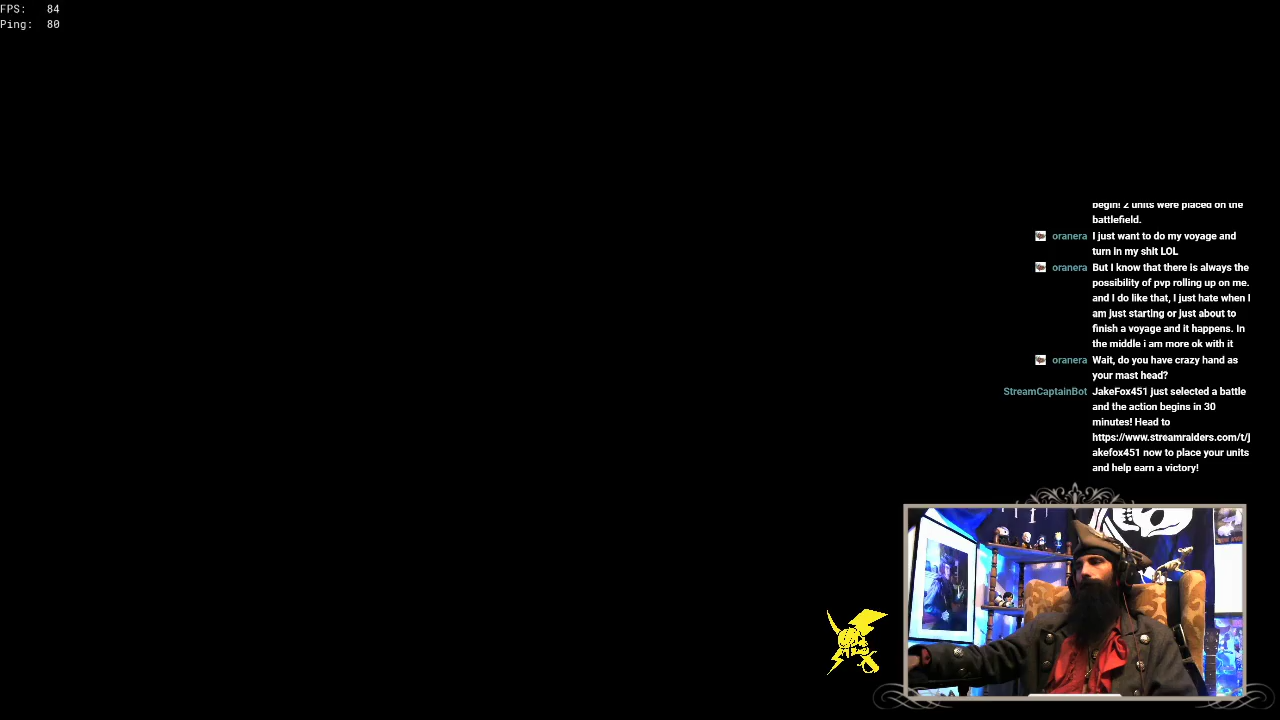 FPS: 84
Ping: 80
begin! 2 units were placed on the
battlefield.
oranera I just want to do my voyage and
turn in my shit LOL
oranera But I know that there is always the
possibility of pvp rolling up on me.
and I do like that, I just hate when I
am just starting or just about to
finish a voyage and it happens. In
the middle i am more ok with it
oranera Wait, do you have crazy hand as
your mast head?
StreamCaptainBot JakeFox451 just selected a battle
and the action begins in 30
minutes! Head to
https://www.streamraiders.com/t/j
akefox451 now to place your units
and help earn a victory!